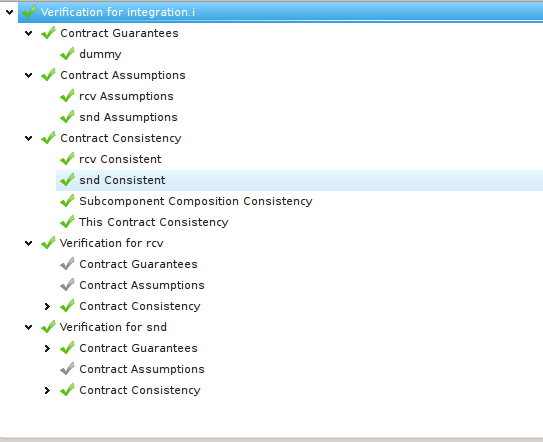 Verification for integration.i
Contract Guarantees
dummy
Contract Assumptions
rcv Assumptions
snd Assumptions
Contract Consistency
rcv Consistent
snd Consistent
Subcomponent Composition Consistency
This Contract Consistency
Verification for rcv
Contract Guarantees
Contract Assumptions
Contract Consistency
Verification for snd
Contract Guarantees
Contract Assumptions
Contract Consistency